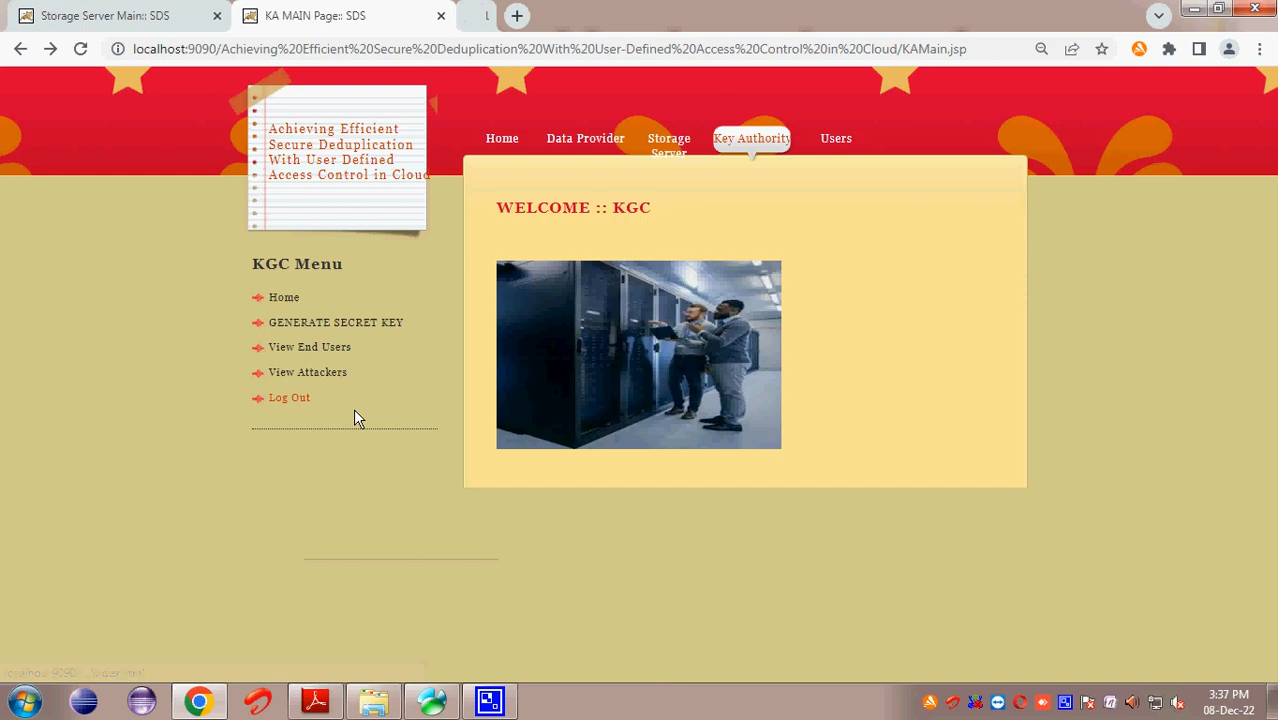 Storage Server Main:: SDS
KA MAIN Page:: SDS
localhost:9090/Achieving%20Efficient%20Secure%20Deduplication%20With%20User-Defined%20Access%20Control%20in%20Cloud/KAMain.jsp
Achieving Efficient
Secure Deduplication
With User Defined
Access Control in Cloud
Home
Data Provider
Storage
Server
Key Authority
Users
WELCOME :: KGC
KGC Menu
Home
GENERATE SECRET KEY
View End Users
View Attackers
Log Out
3:37 PM
08-Dec-22